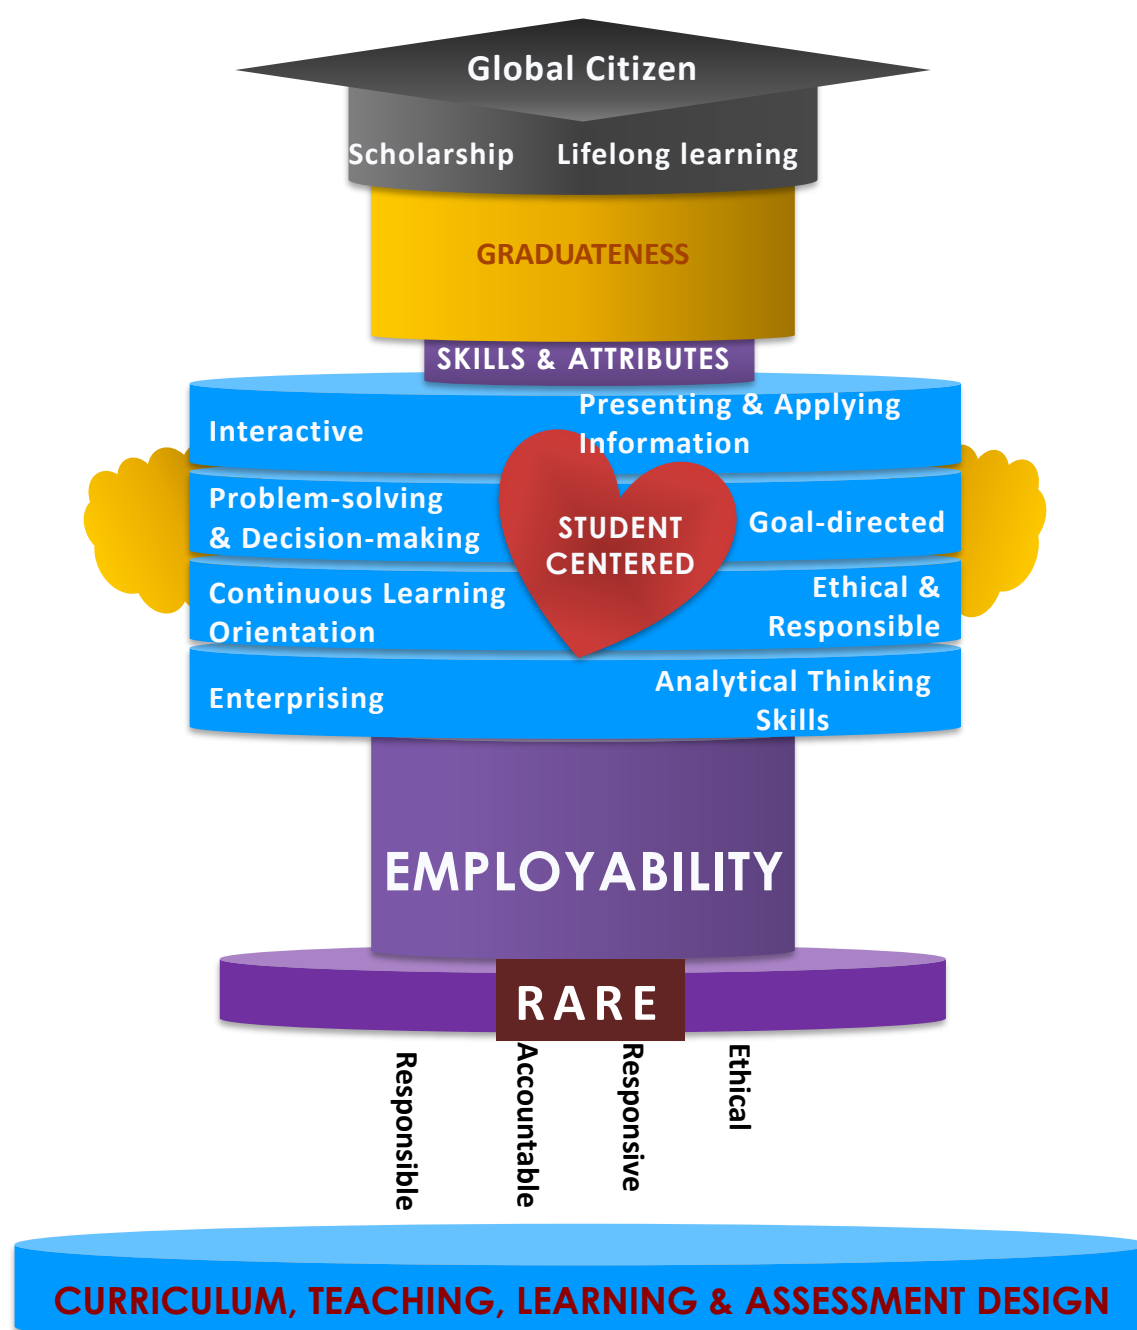 Global Citizen
Scholarship
Lifelong learning
GRADUATENESS
SKILLS & ATTRIBUTES
Interactive
Presenting & Applying
Information
Problem-solving
& Decision-making
STUDENT
CENTERED
Goal-directed
Continuous Learning
Orientation
Ethical &
Responsible
Enterprising
Analytical Thinking
Skills
EMPLOYABILITY
RARE
Responsible
Accountable
Responsive
Ethical
CURRICULUM, TEACHING, LEARNING & ASSESSMENT DESIGN